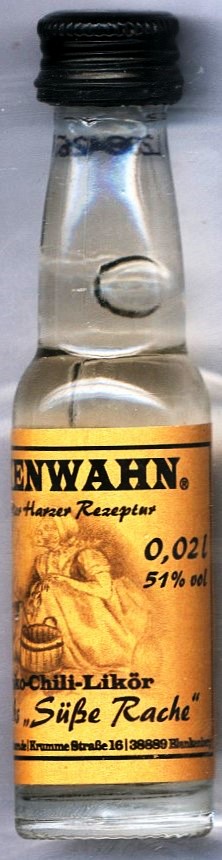 ENWAHN®
Harzer Rezeptur
0,02 l
51% vol
-Chili-Likör
„Süße Rache“
Krumme Straße 16 | 38889